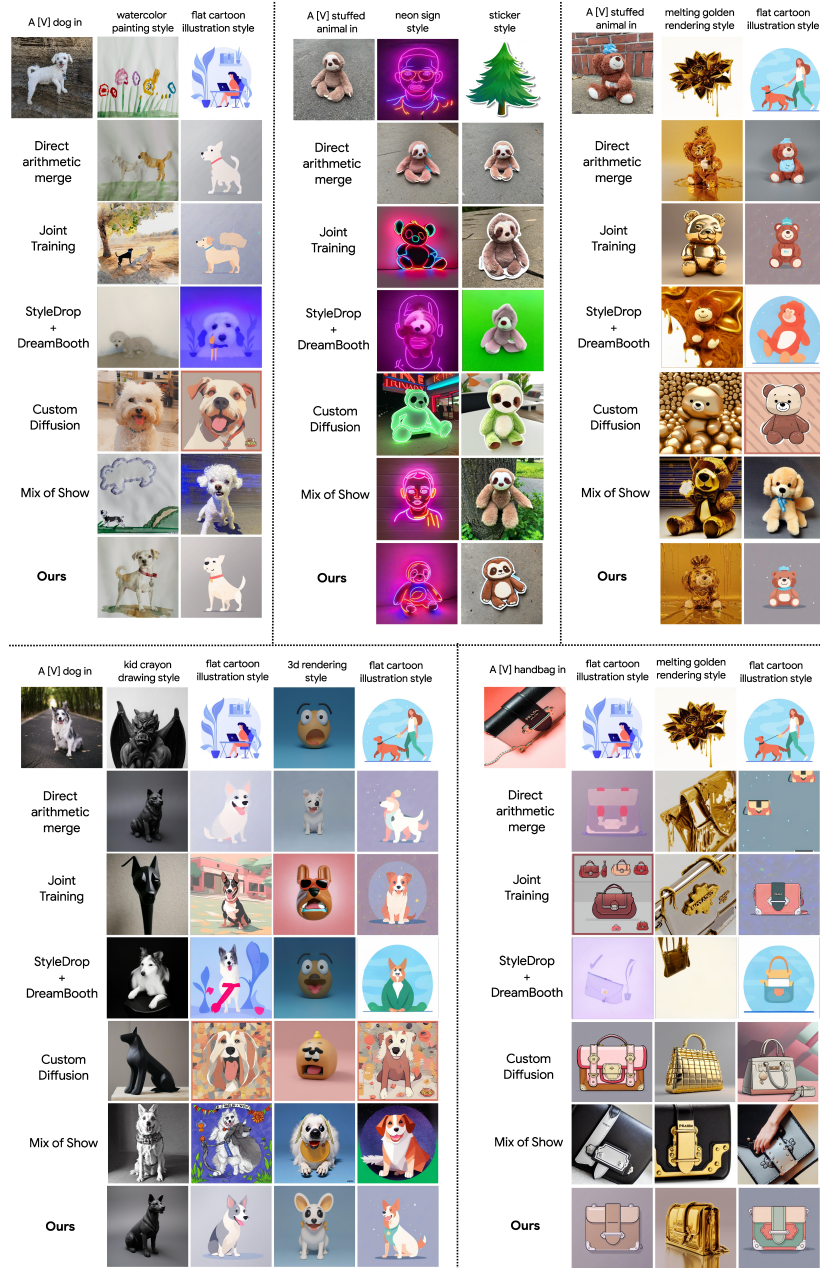 A [V] dog in
watercolor
painting style
flat cartoon
illustration style
Direct
arithmetic
merge
Joint
Training
StyleDrop
+
DreamBooth
Custom
Diffusion
Mix of Show
Ours
A [V] stuffed
animal in
neon sign
style
sticker
style
Direct
arithmetic
merge
Joint
Training
StyleDrop
+
DreamBooth
Custom
Diffusion
Mix of Show
Ours
A [V] stuffed
animal in
melting golden
rendering style
flat cartoon
illustration style
Direct
arithmetic
merge
Joint
Training
StyleDrop
+
DreamBooth
Custom
Diffusion
Mix of Show
Ours
A [V] dog in
kid crayon
drawing style
flat cartoon
illustration style
3d rendering
style
flat cartoon
illustration style
Direct
arithmetic
merge
Joint
Training
StyleDrop
+
DreamBooth
Custom
Diffusion
Mix of Show
Ours
A [V] handbag in
flat cartoon
illustration style
melting golden
rendering style
flat cartoon
illustration style
Direct
arithmetic
merge
Joint
Training
StyleDrop
+
DreamBooth
Custom
Diffusion
Mix of Show
Ours